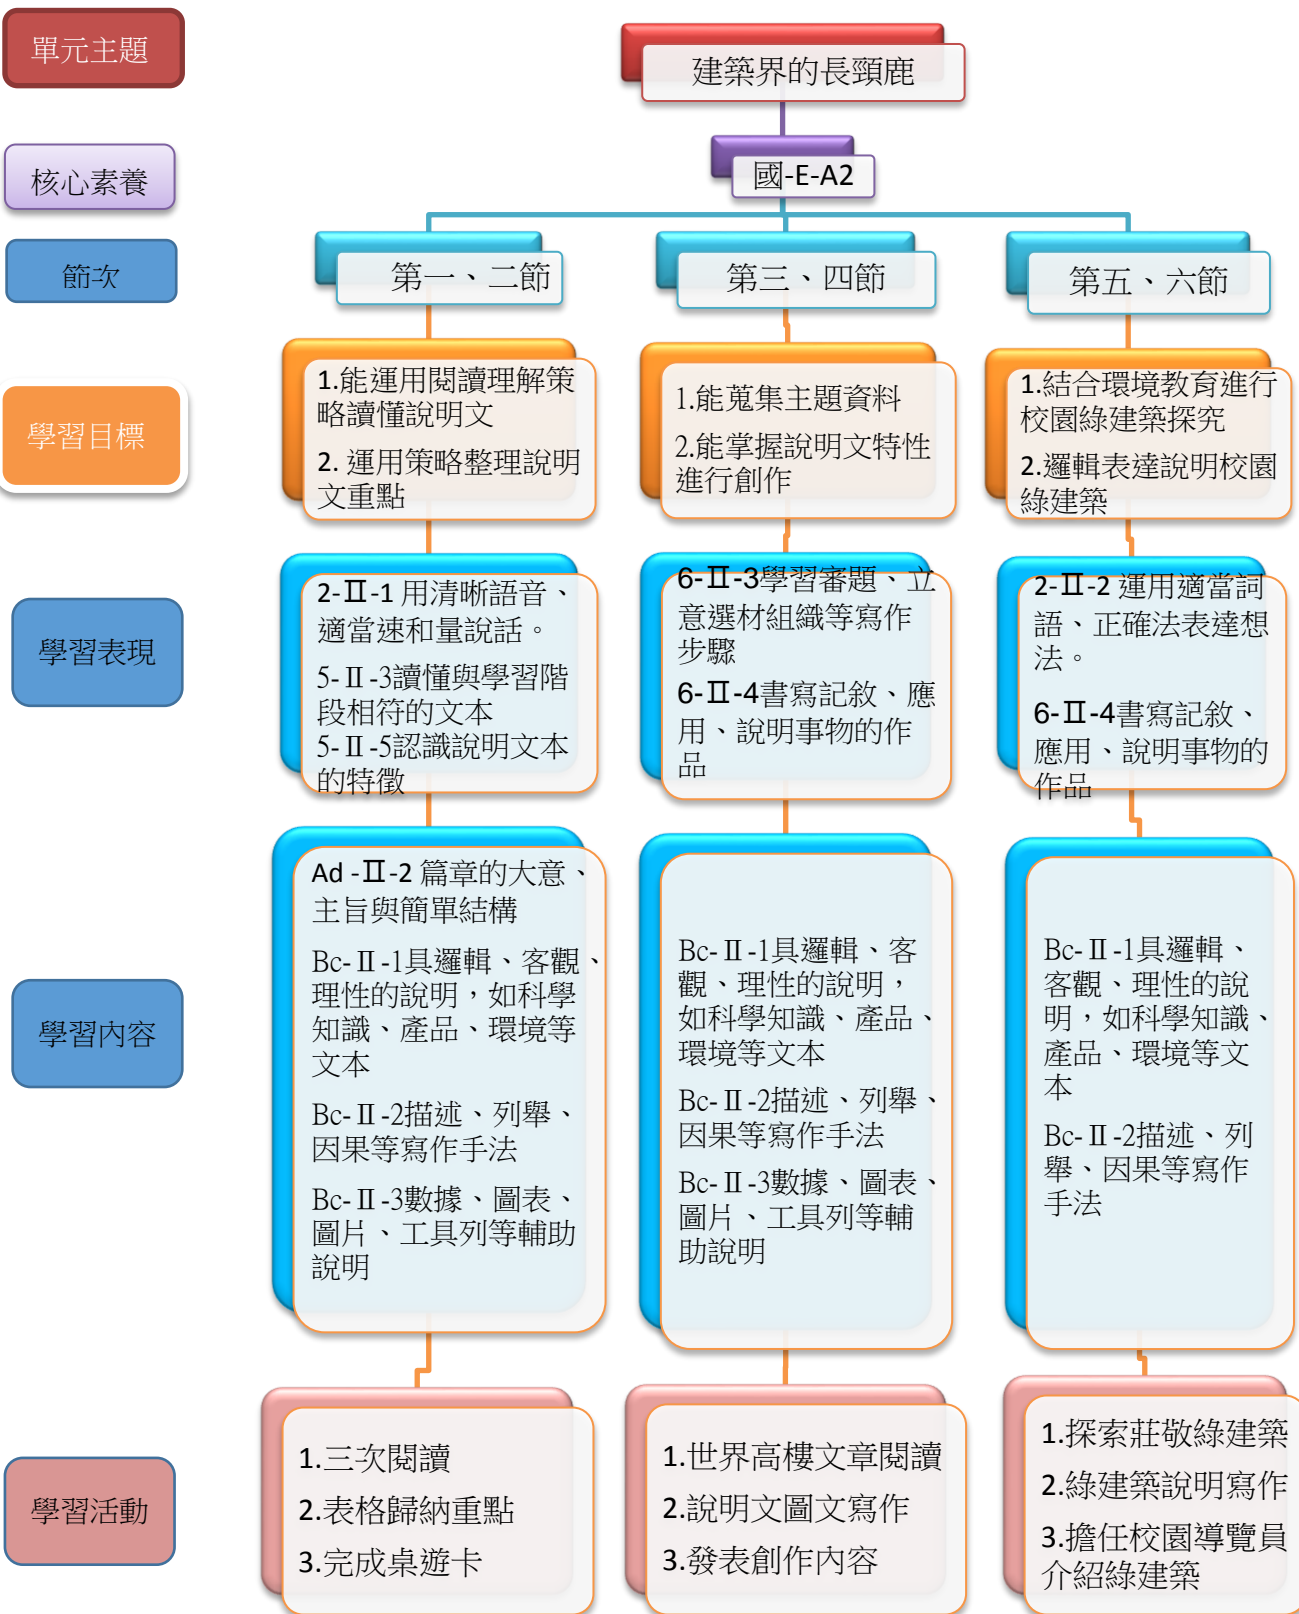 單元主題
建築界的長頸鹿
核心素養
國-E-A2
節次
第一、二節
第三、四節
第五、六節
學習目標
1.能運用閱讀理解策
略讀懂說明文
2. 運用策略整理說明
文重點
1.能蒐集主題資料
2.能掌握說明文特性
進行創作
1.結合環境教育進行
校園綠建築探究
2.邏輯表達說明校園
綠建築
學習表現
2-Ⅱ-1 用清晰語音、
適當速和量說話。
5-Ⅱ-3讀懂與學習階
段相符的文本
5-Ⅱ-5認識說明文本
的特徵
6-Ⅱ-3學習審題、立
意選材組織等寫作
步驟
6-Ⅱ-4書寫記敘、應
用、說明事物的作
品
2-Ⅱ-2 運用適當詞
語、正確法表達想
法。
6-Ⅱ-4書寫記敘、
應用、說明事物的
作品
學習內容
Ad -Ⅱ-2 篇章的大意、
主旨與簡單結構
Bc-Ⅱ-1具邏輯、客觀、
理性的說明，如科學
知識、產品、環境等
文本
Bc-Ⅱ-2描述、列舉、
因果等寫作手法
Bc-Ⅱ-3數據、圖表、
圖片、工具列等輔助
說明
Bc-Ⅱ-1具邏輯、客
觀、理性的說明，
如科學知識、產品、
環境等文本
Bc-Ⅱ-2描述、列舉、
因果等寫作手法
Bc-Ⅱ-3數據、圖表、
圖片、工具列等輔
助說明
Bc-Ⅱ-1具邏輯、
客觀、理性的說
明，如科學知識、
產品、環境等文
本
Bc-Ⅱ-2描述、列
舉、因果等寫作
手法
學習活動
1.三次閱讀
2.表格歸納重點
3.完成桌遊卡
1.世界高樓文章閱讀
2.說明文圖文寫作
3.發表創作內容
1.探索莊敬綠建築
2.綠建築說明寫作
3.擔任校園導覽員
介紹綠建築